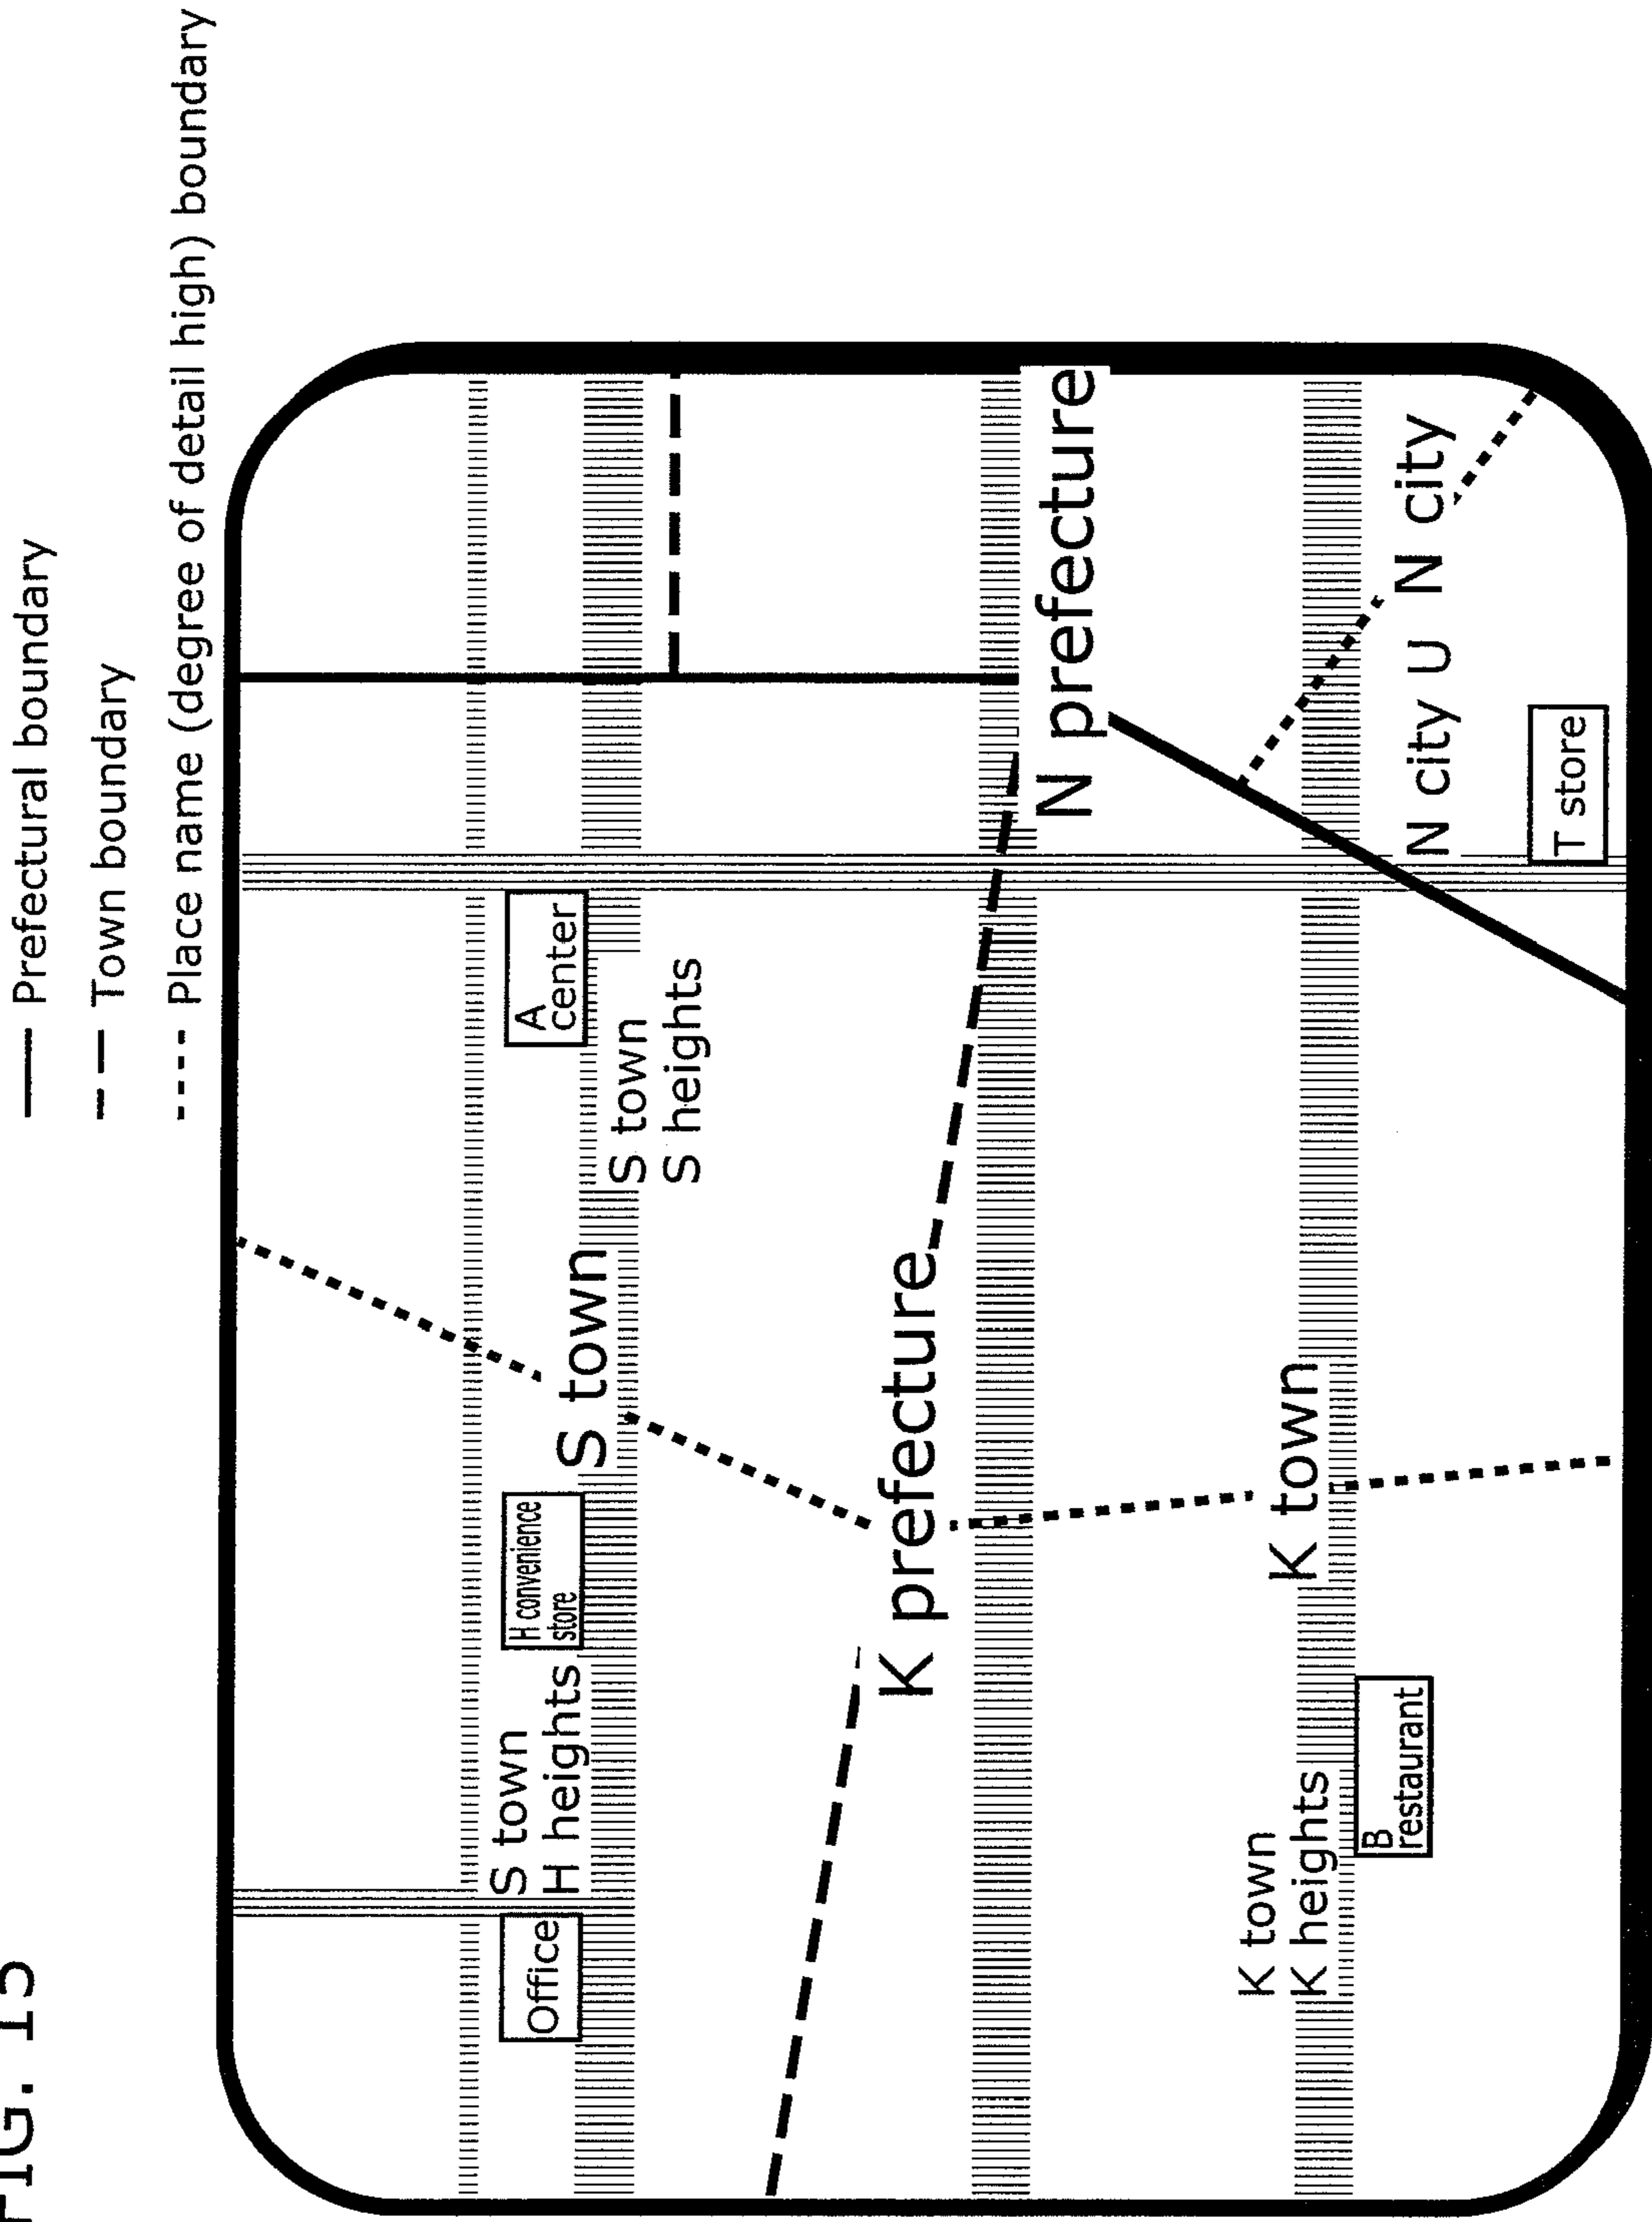 FIG. 15
Prefectural boundary
Town boundary
Place name (degree of detail high) boundary
Office
S town
H heights
H convenience
store
S town
A
center
S town
S heights
K prefecture
N prefecture
K town
K heights
K town
B
restaurant
N city U
N city
T store